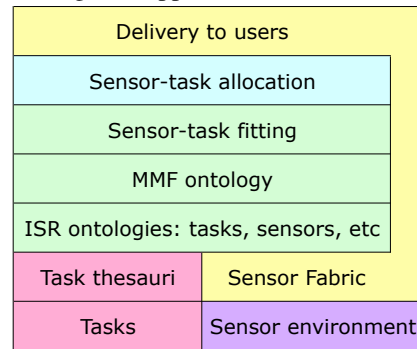 Delivery to users
Sensor-task allocation
Sensor-task fitting
MMF ontology
ISR ontologies: tasks, sensors, etc
Task thesauri
Sensor Fabric
Tasks
Sensor environment